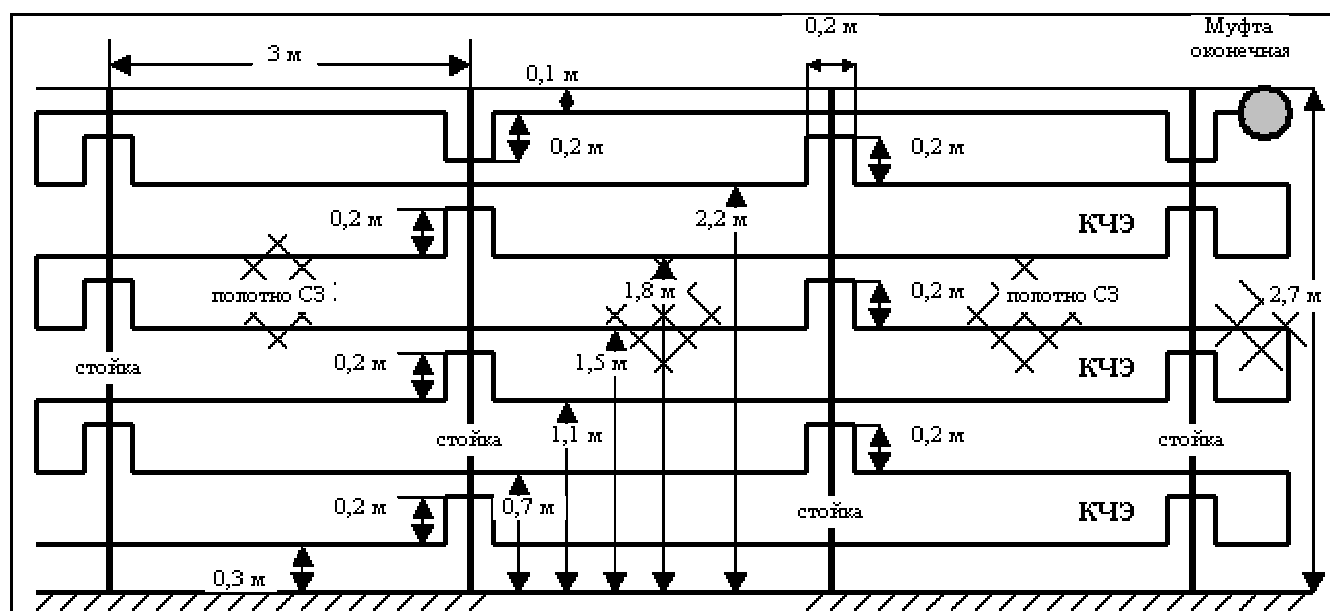 0,2 м
Муфта
оконечная
3 м
0,1 м
0,2 м
0,2 м
0,2 м
2,2 м
КЧЭ
полотно СЗ
1,8 м
0,2 м
полотно СЗ
2,7 м
стойка
0,2 м
1,5 м
КЧЭ
стойка
1,1 м
0,2 м
стойка
0,2 м
0,7 м
стойка
КЧЭ
0,3 м